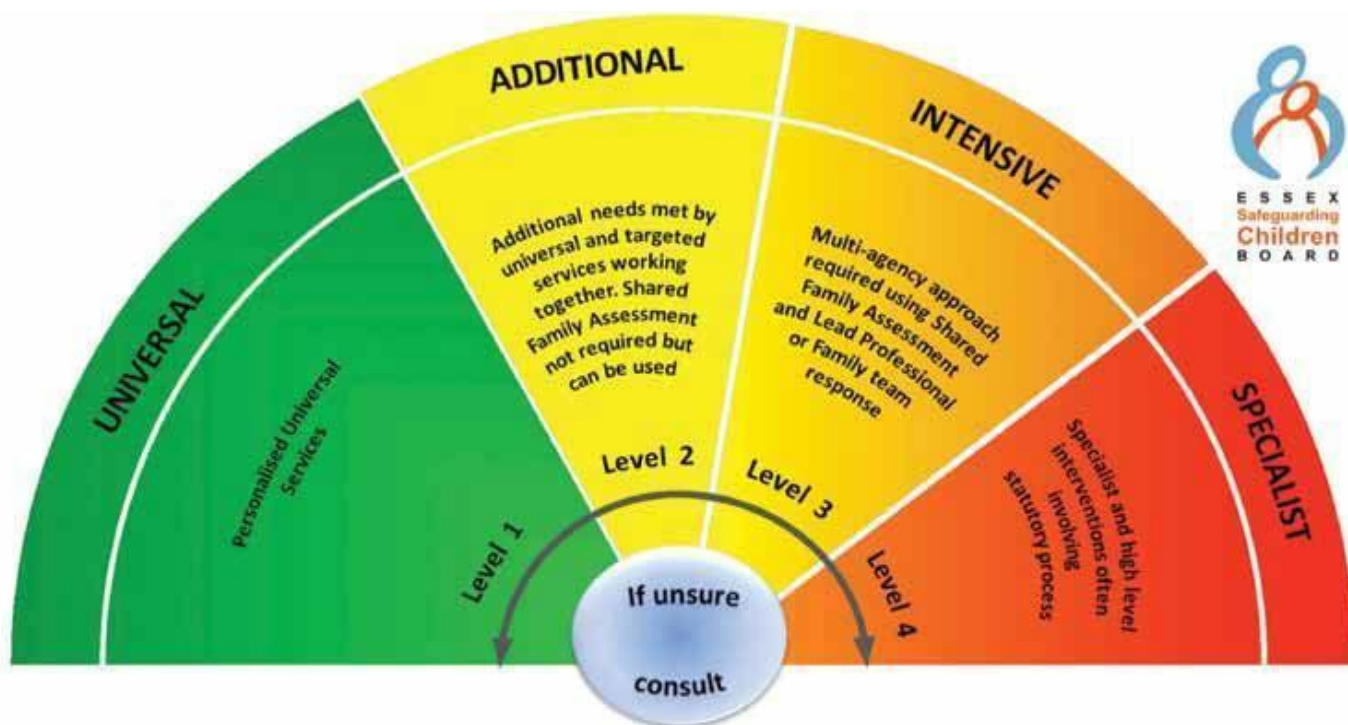 UNIVERSAL
Personalised Universal
Services
Level 1
ADDITIONAL
Additional needs met by
universal and targeted
services working
together. Shared
Family Assessment
not required but
can be used
Level 2
INTENSIVE
Multi-agency approach
required using Shared
Family Assessment
and Lead Professional
or Family team
response
Level 3
SPECIALIST
Specialist and high level
interventions often
involving
statutory process
Level 4
If unsure
consult
ESSEX
Safeguarding
Children
BOARD